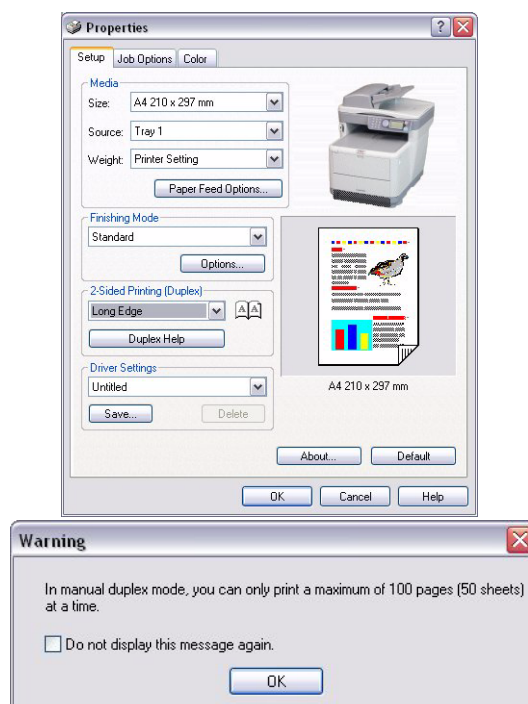 Properties
Setup Job Options Color
Media
Size: A4 210 x 297 mm
Source: Tray 1
Weight: Printer Setting
Paper Feed Options...
Finishing Mode
Standard
Options...
2-Sided Printing (Duplex)
Long Edge
A A
Duplex Help
Driver Settings
Untitled
Save... Delete
A4 210 x 297 mm
About... Default
OK Cancel Help
Warning
In manual duplex mode, you can only print a maximum of 100 pages (50 sheets)
at a time.
Do not display this message again.
OK